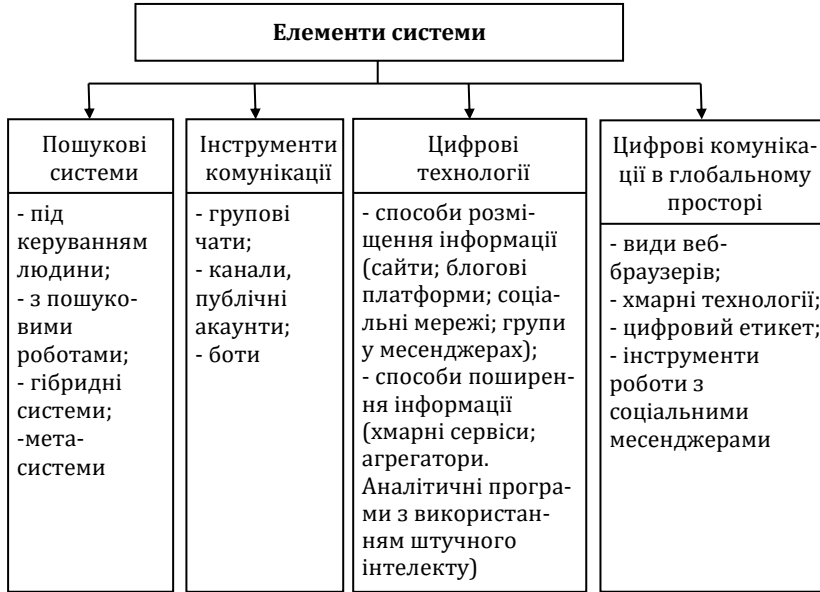 Елементи системи
Пошукові
системи
- під
керуванням
людини;
- з пошуко-
вими
роботами;
- гібридні
системи;
-мета-
системи
Інструменти
комунікації
- групові
чати;
- канали,
публічні
акаунти;
- боти
Цифрові
технології
- способи розмі-
щення інформації
(сайти; блогові
платформи; соціа-
льні мережі; групи
у месенджерах);
- способи поширен-
ня інформації
(хмарні сервіси;
агрегатори.
Аналітичні програ-
ми з використан-
ням штучного
інтелекту)
Цифрові комуніка-
ції в глобальному
просторі
- види веб-
браузерів;
- хмарні технології;
- цифровий етикет;
- інструменти
роботи з
соціальними
месенджерами